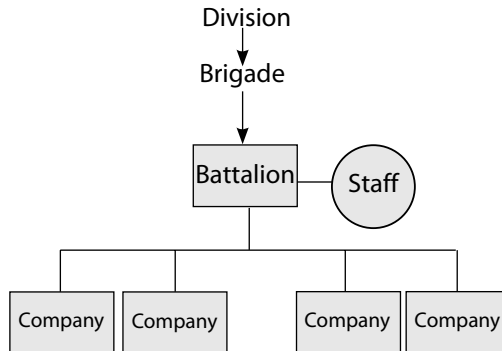 Division
Brigade
Battalion
Staff
Company
Company
Company
Company